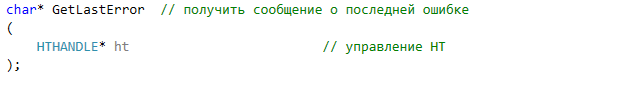 char* GetLastError  // получить сообщение о последней ошибке
(
    HTHANDLE* ht                        // управление HT
);